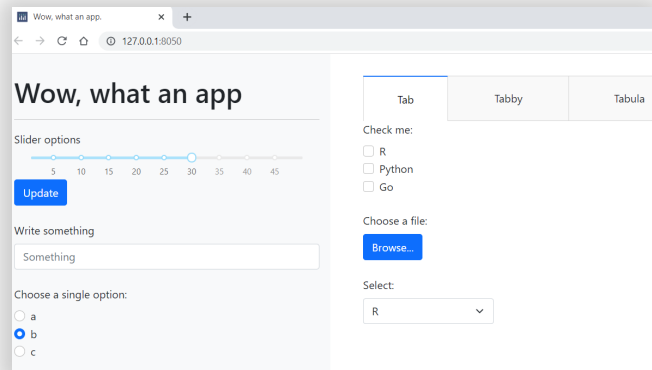 Wow, what an app.
127.0.0.1:8050
Wow, what an app
Slider options
5 10 15 20 25 30 35 40 45
Update
Write something
Something
Choose a single option:
a
b
c
Tab Tabby Tabula
Check me:
R
Python
Go
Choose a file:
Browse...
Select:
R